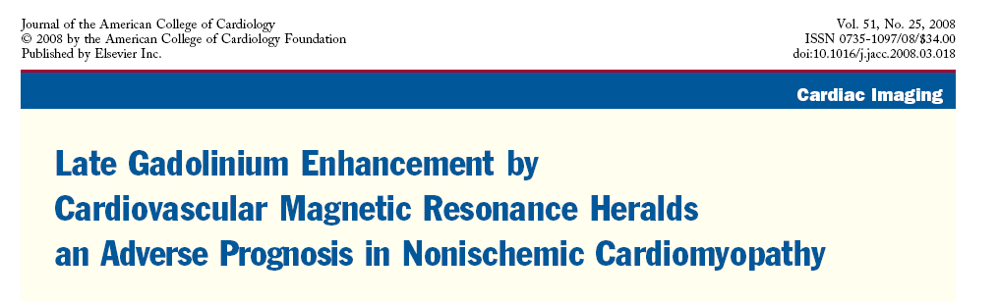 Journal of the American College of Cardiology
© 2008 by the American College of Cardiology Foundation
Published by Elsevier Inc.
Vol. 51, No. 25, 2008
ISSN 0735-1097/08/$34.00
doi:10.1016/j.jacc.2008.03.018
Cardiac Imaging
Late Gadolinium Enhancement by
Cardiovascular Magnetic Resonance Heralds
an Adverse Prognosis in Nonischemic Cardiomyopathy